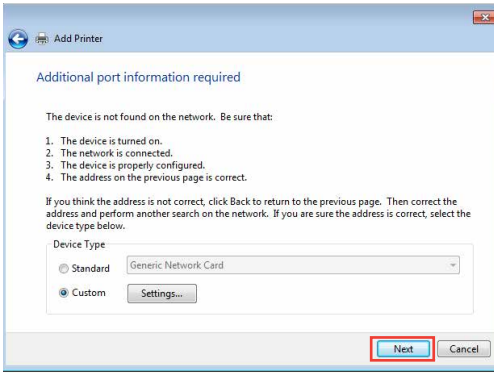 Add Printer
Additional port information required
The device is not found on the network. Be sure that:
1. The device is turned on.
2. The network is connected.
3. The device is properly configured.
4. The address on the previous page is correct.
If you think the address is not correct, click Back to return to the previous page. Then correct the
address and perform another search on the network. If you are sure the address is correct, select the
device type below.
Device Type
Standard Generic Network Card
Custom Settings...
Next Cancel